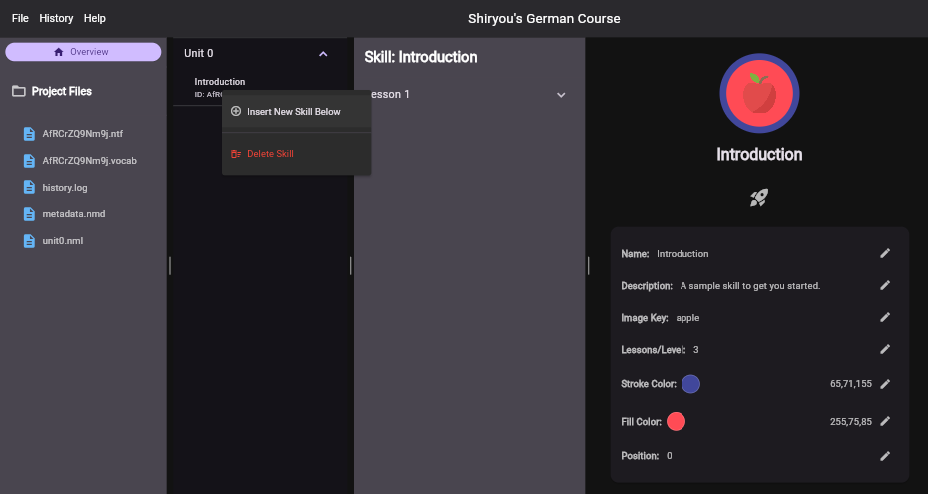 File History Help
Shiryou's German Course
Overview
Project Files
AfRCrZQ9Nm9j.ntf
AfRCrZQ9Nm9j.vocab
history.log
metadata.nmd
unit0.nml
Unit 0
Introduction
ID: AfRC
Insert New Skill Below
Delete Skill
Skill: Introduction
esson 1
Introduction
Name: Introduction
Description: A sample skill to get you started.
Image Key: apple
Lessons/Level: 3
Stroke Color: 65,71,155
Fill Color: 255,75,85
Position: 0